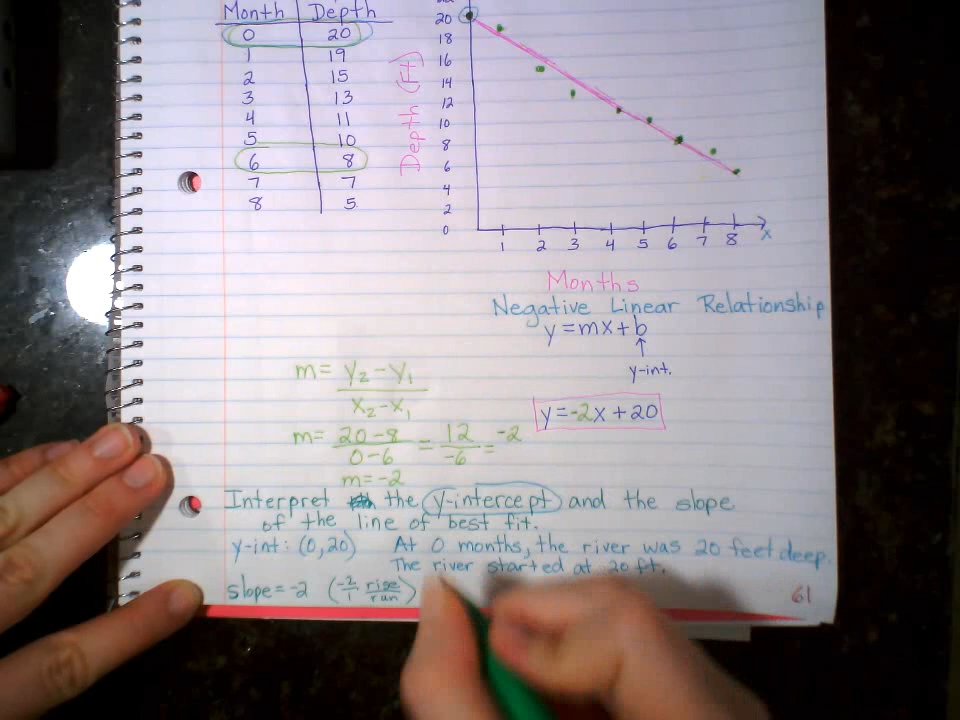 Month Depth
0 20
1 19
2 15
3 13
4 11
5 10
6 8
7 7
8 5
Depth (Ft)
20
18
16
14
12
10
8
6
4
2
0
1 2 3 4 5 6 7 8 x
Months
Negative Linear Relationship
y = mx + b
y-int.
m = y₂ - y₁
x₂ - x₁
y = -2x + 20
m = 20 - 8 = 12 = -2
0 - 6 -6
m = -2
Interpret the y-intercept and the slope
of the line of best fit.
y-int: (0, 20) At 0 months, the river was 20 feet deep.
The river started at 20 ft.
slope = -2 (-2/1 rise/run)
61